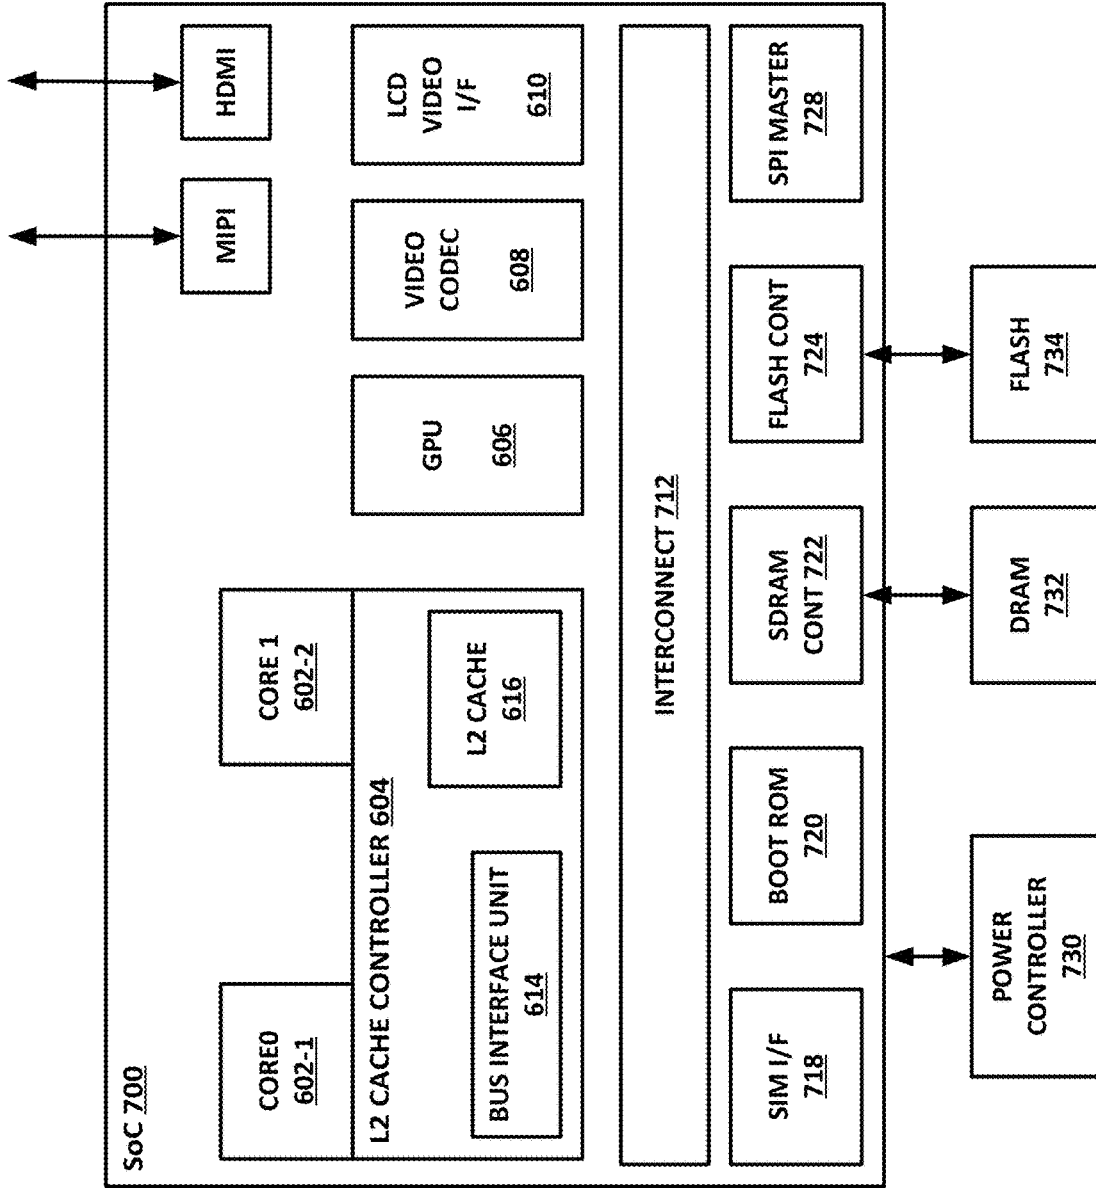 SoC 700
CORE0
602-1
CORE 1
602-2
MIPI
HDMI
L2 CACHE CONTROLLER 604
BUS INTERFACE UNIT
614
L2 CACHE
616
GPU
606
VIDEO
CODEC
608
LCD
VIDEO
I/F
610
INTERCONNECT 712
SIM I/F
718
BOOT ROM
720
SDRAM
CONT 722
FLASH CONT
724
SPI MASTER
728
POWER
CONTROLLER
730
DRAM
732
FLASH
734